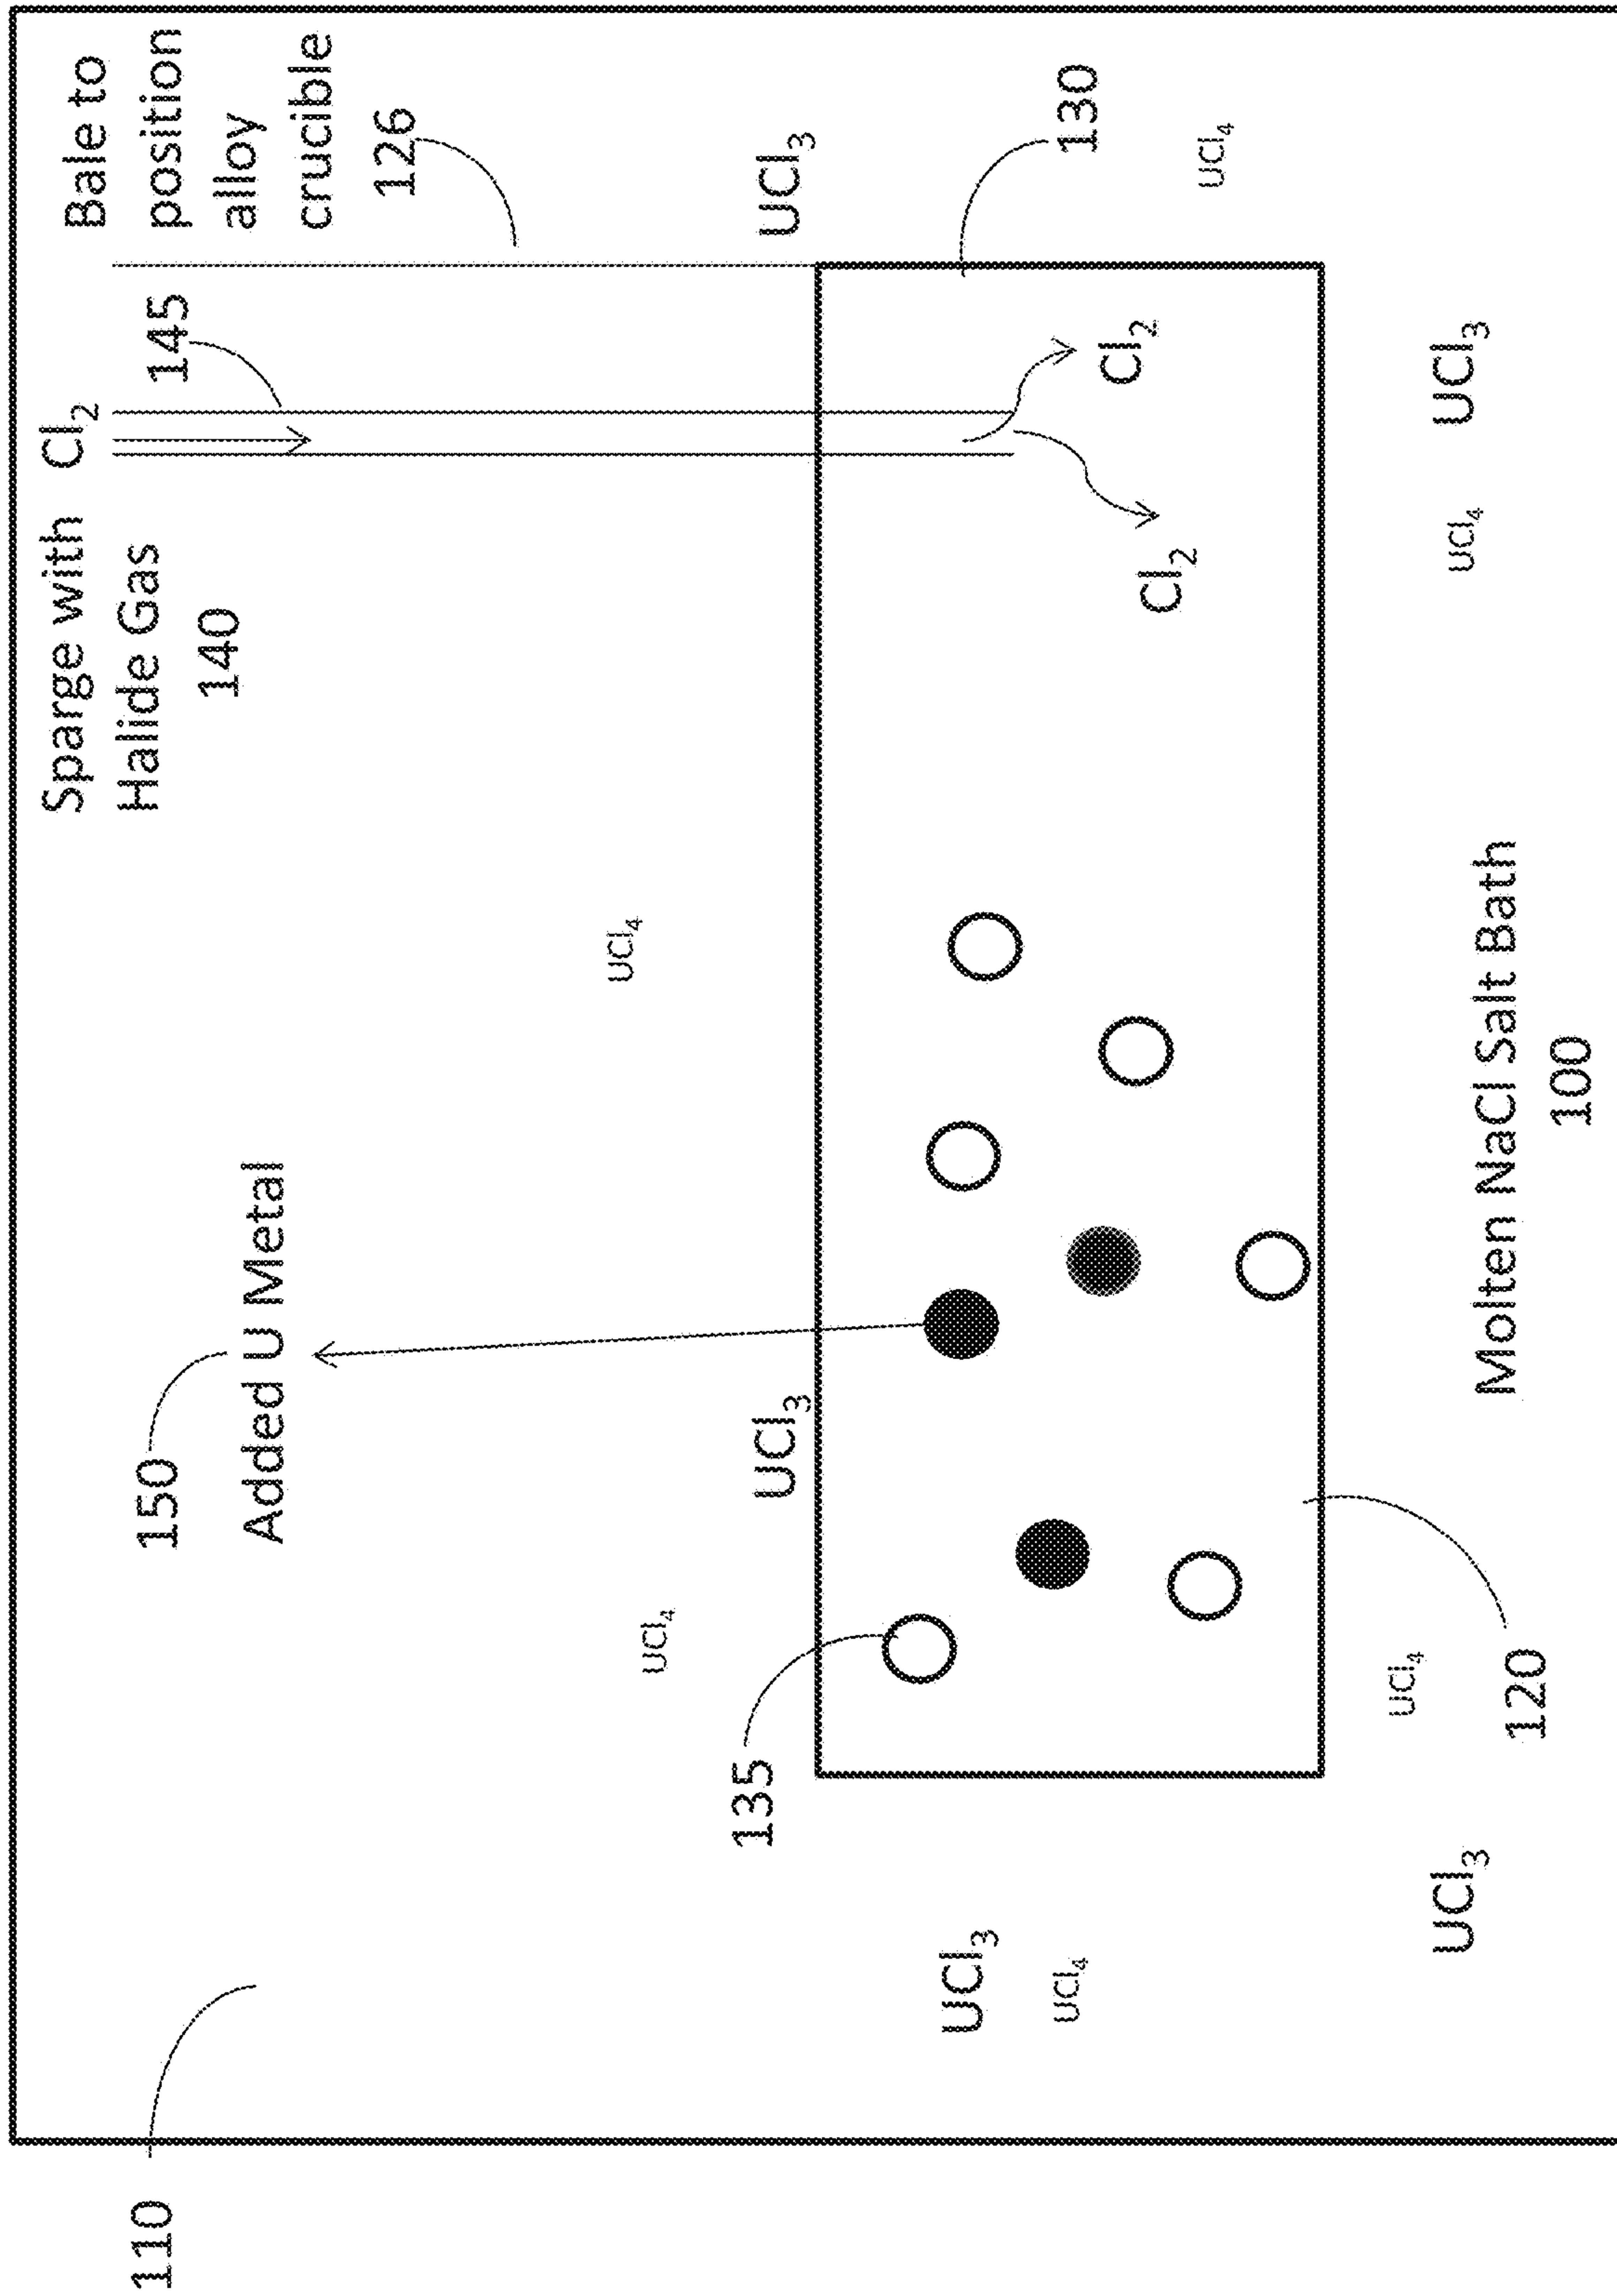 110
150
Added U Metal
Sparge with Cl₂
Halide Gas
140
145
Bale to
position
alloy
crucible
126
UCl₄
UCl₄
135
UCl₃
UCl₃
UCl₃
UCl₄
130
Cl₂
Cl₂
UCl₄
UCl₄
UCl₃
UCl₄
UCl₃
Molten NaCl Salt Bath
120
100